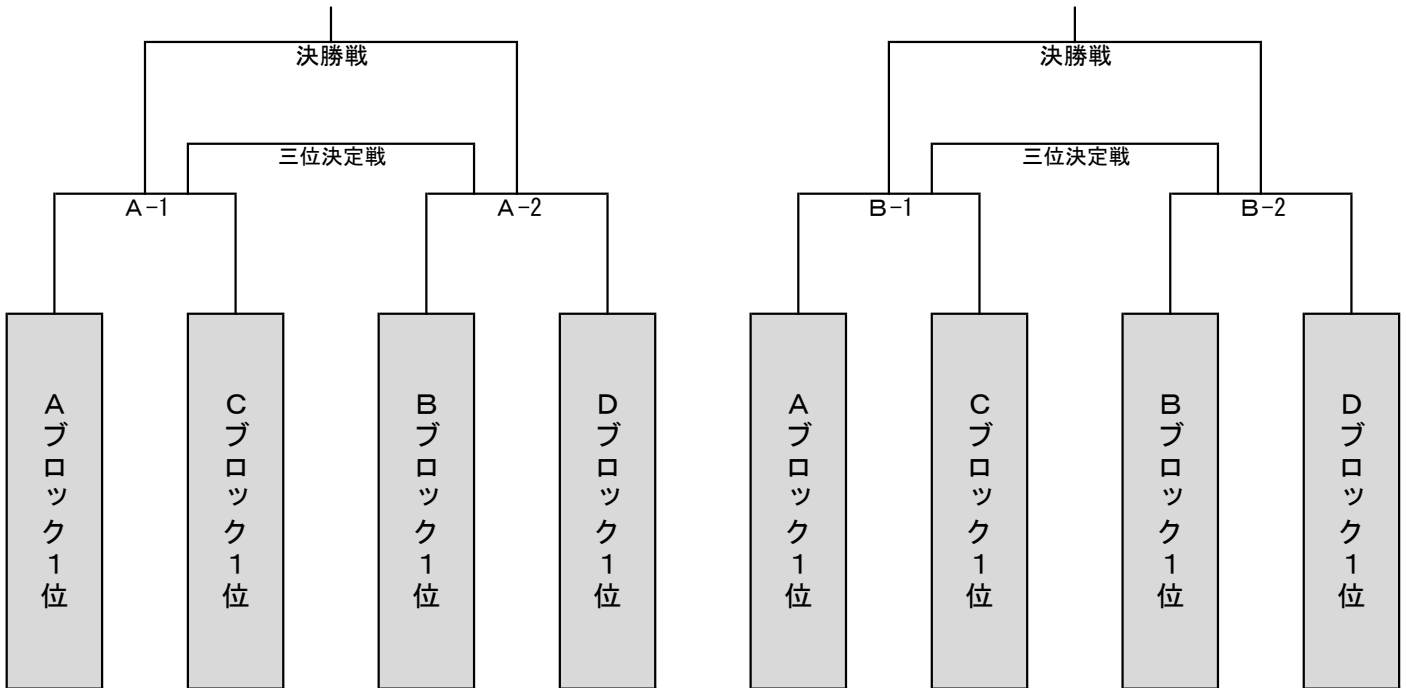 決勝戦
三位決定戦
Ａ-1
Ａ-2
Ａブロック１位
Ｃブロック１位
Ｂブロック１位
Ｄブロック１位
決勝戦
三位決定戦
Ｂ-1
Ｂ-2
Ａブロック１位
Ｃブロック１位
Ｂブロック１位
Ｄブロック１位